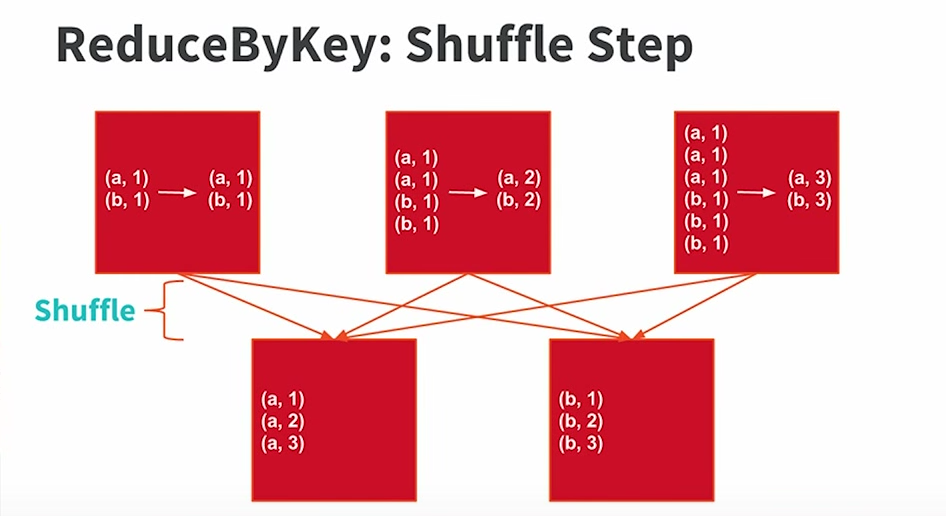 ReduceByKey: Shuffle Step
(a, 1)
(b, 1)
(a, 1)
(b, 1)
(a, 1)
(a, 1)
(b, 1)
(b, 1)
(a, 2)
(b, 2)
(a, 1)
(a, 1)
(a, 1)
(b, 1)
(b, 1)
(b, 1)
(a, 3)
(b, 3)
Shuffle
(a, 1)
(a, 2)
(a, 3)
(b, 1)
(b, 2)
(b, 3)